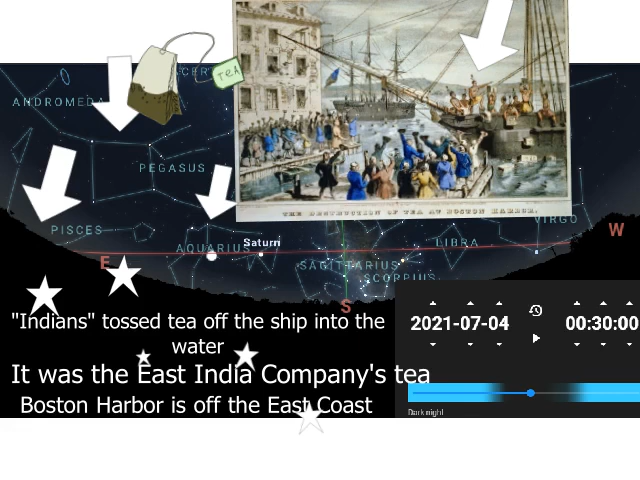 LACERTA
TEA
ANDROMEDA
PEGASUS
THE DESTRUCTION OF TEA AT BOSTON HARBOR.
VIRGO
PISCES
W
Saturn
LIBRA
AQUARIUS
E
SAGITTARIUS
SCORPIUS
S
"Indians" tossed tea off the ship into the
water
2021-07-04 00:30:00
It was the East India Company's tea
Boston Harbor is off the East Coast
Dark night